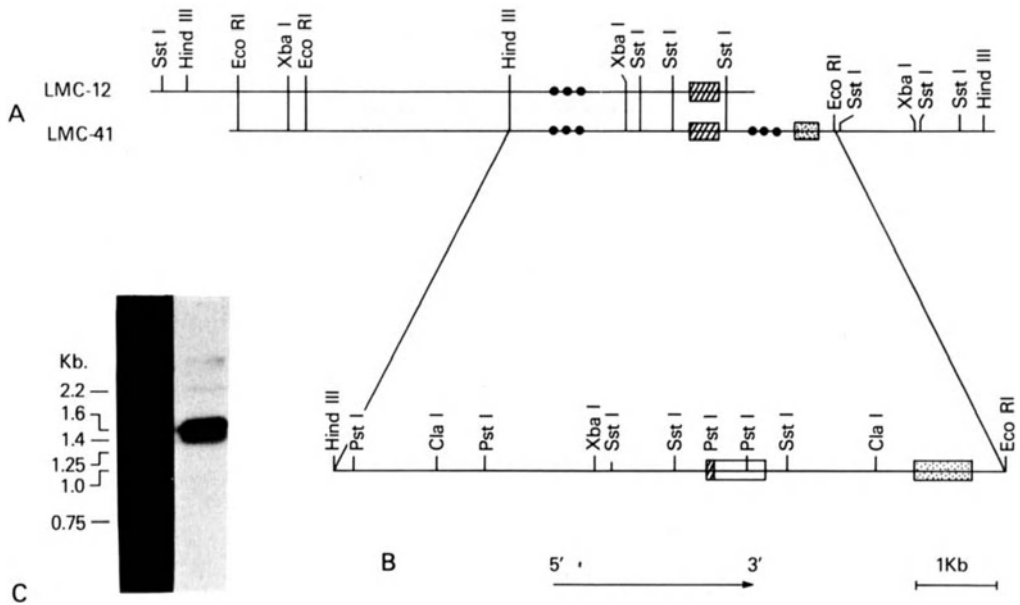 Sst I
Hind III
Eco RI
Xba I
Eco RI
Hind III
Xba I
Sst I
Sst I
Sst I
Eco RI
Sst I
Xba I
Sst I
Sst I
Hind III
LMC-12
A
LMC-41
Hind III
Pst I
Cla I
Pst I
Xba I
Sst I
Sst I
Pst I
Pst I
Sst I
Cla I
Eco RI
Kb.
2.2
1.6
1.4
1.25
1.0
0.75
B
5' 3'
1Kb
C